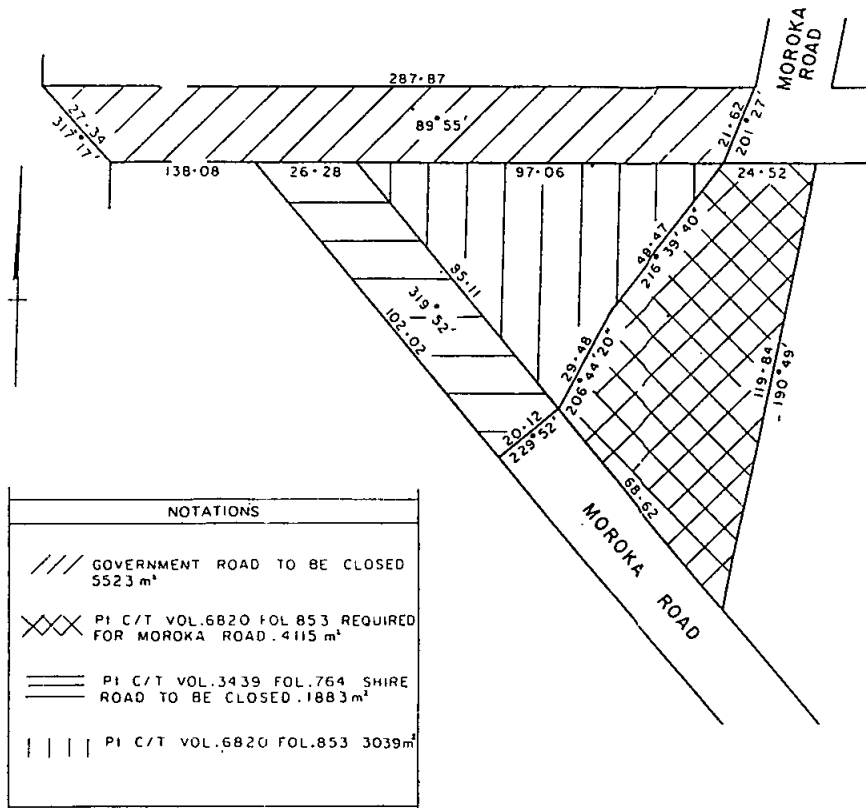 MOROKA
ROAD
287·87
27·34
317°17'
89°55'
21·62
201°27'
138·08
26·28
97·06
24·52
48·47
216°39'40"
95·11
319°52'
102·02
29·48
206°44'20"
119·84
190°49'
20·12
229°52'
68·62
MOROKA ROAD
NOTATIONS
GOVERNMENT ROAD TO BE CLOSED
5523 m²
Pt C/T VOL.6820 FOL 853 REQUIRED
FOR MOROKA ROAD. 4115 m²
Pt C/T VOL.3439 FOL.764 SHIRE
ROAD TO BE CLOSED. 1883 m²
Pt C/T VOL.6820 FOL.853 3039m²